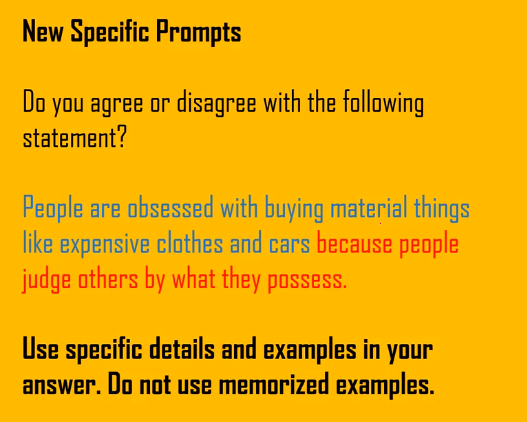 New Specific Prompts
Do you agree or disagree with the following
statement?
People are obsessed with buying material things
like expensive clothes and cars because people
judge others by what they possess.
Use specific details and examples in your
answer. Do not use memorized examples.